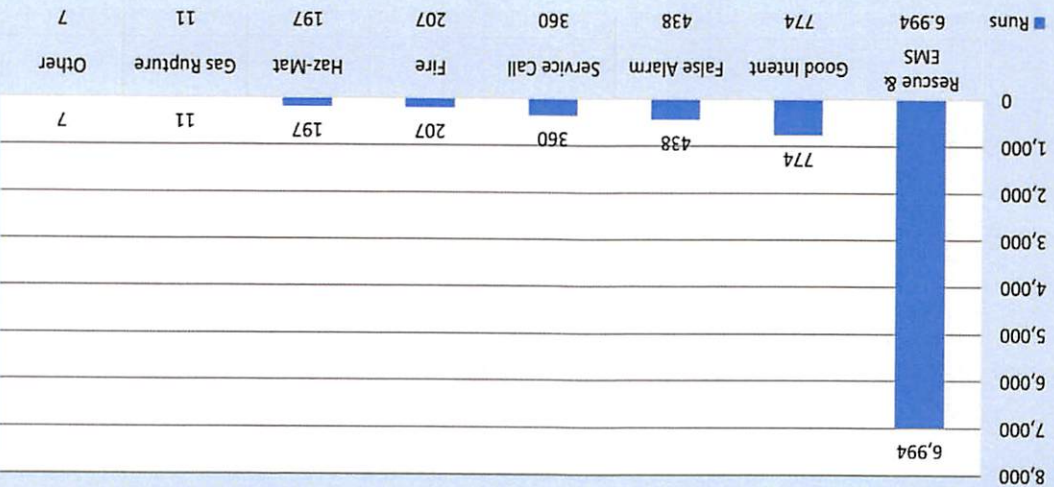 8,000
7,000
6,000
5,000
4,000
3,000
2,000
1,000
0
6,994
774
438
360
207
197
11
7
Rescue & EMS
Good Intent
False Alarm
Service Call
Fire
Haz-Mat
Gas Rupture
Other
Runs 6.994 774 438 360 207 197 11 7